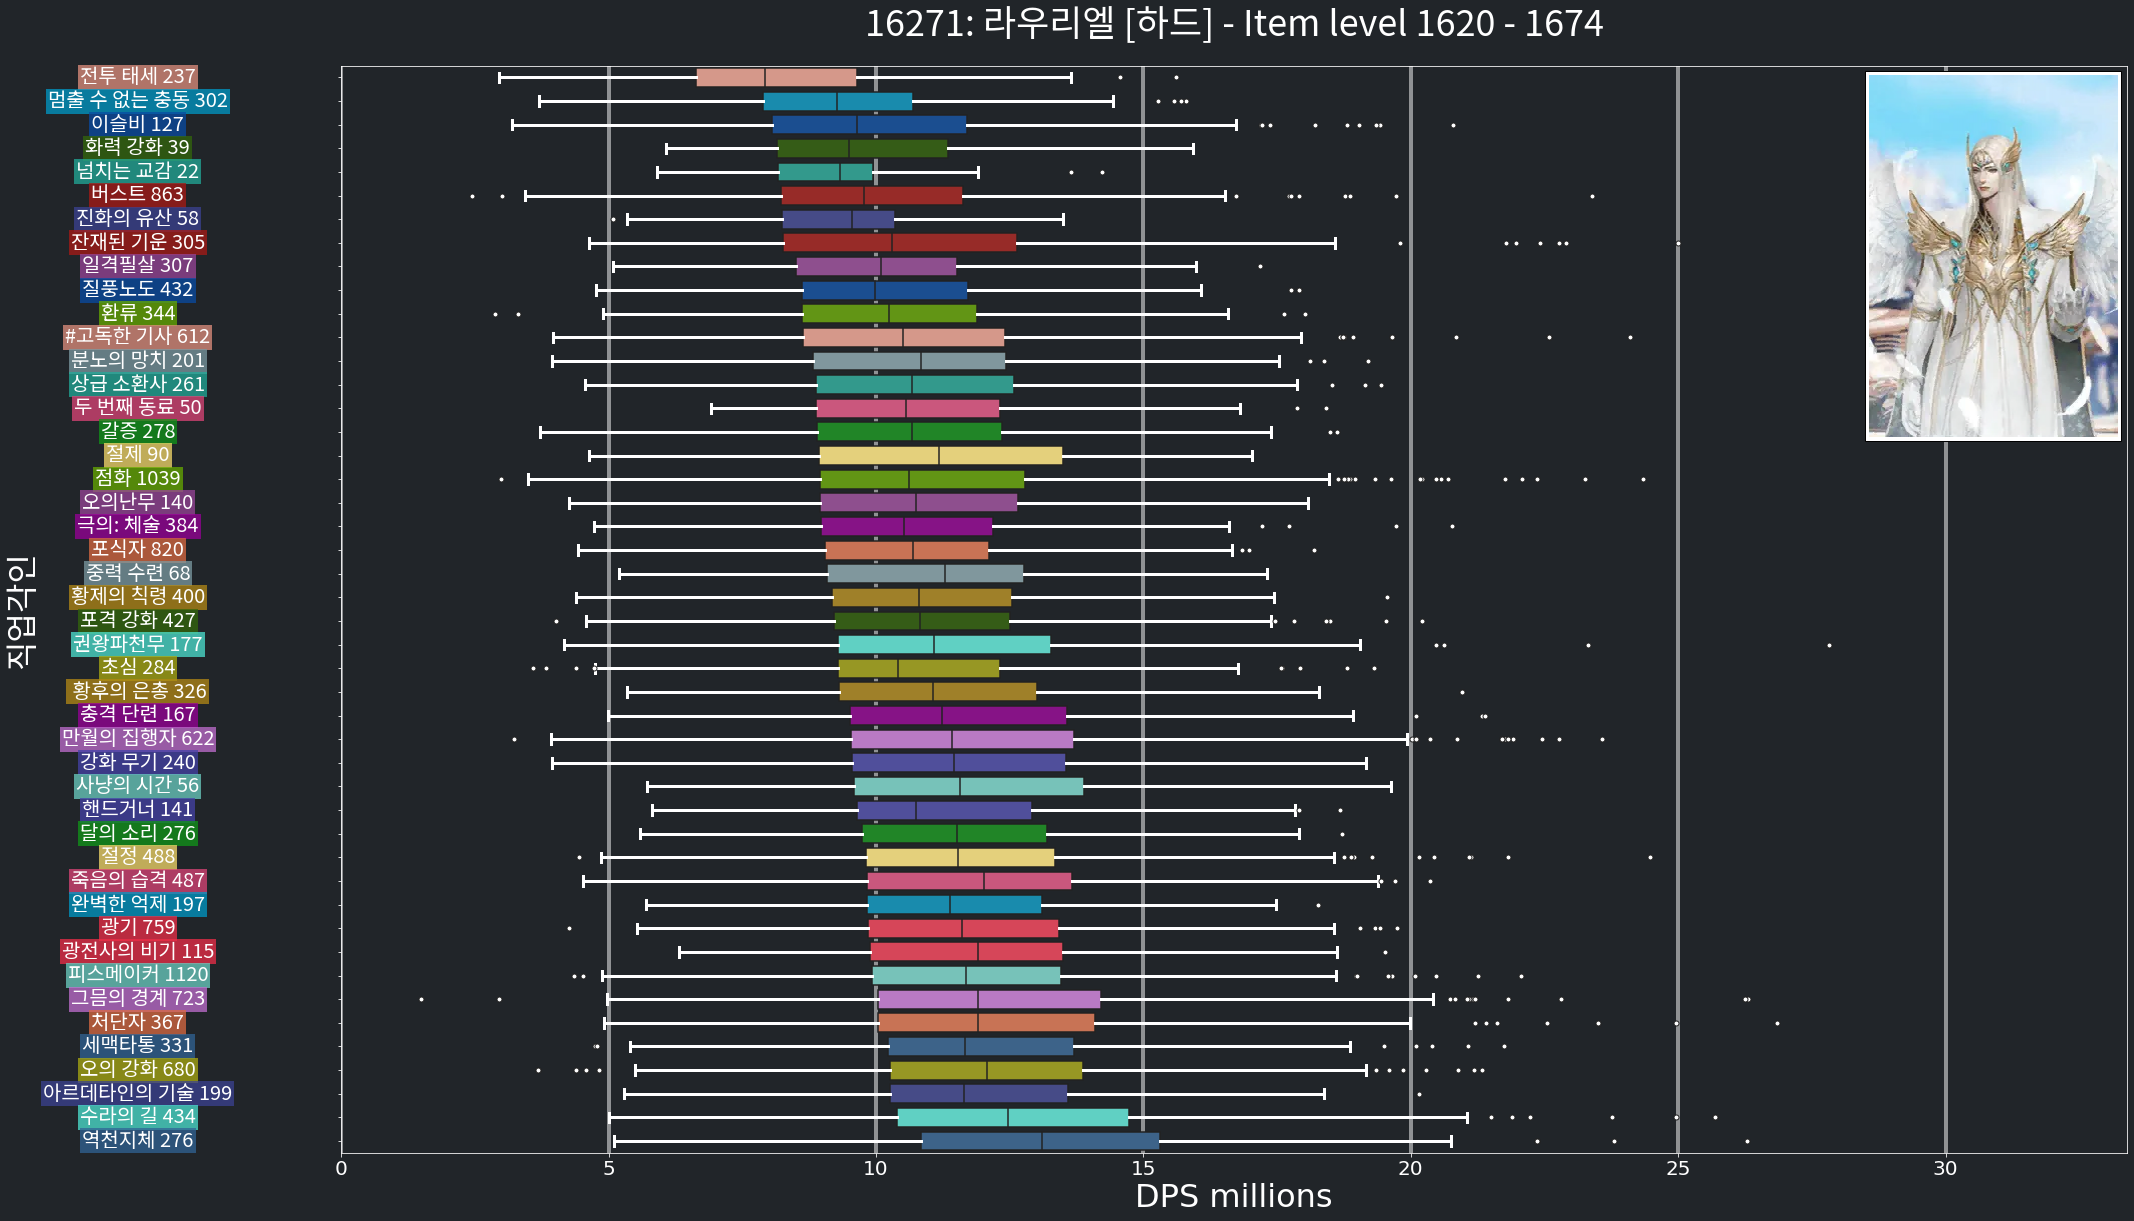 16271: 라우리엘 [하드] - Item level 1620 - 1674
전투 태세 237
멈출 수 없는 충동 302
이슬비 127
화력 강화 39
넘치는 교감 22
버스트 863
진화의 유산 58
잔재된 기운 305
일격필살 307
질풍노도 432
환류 344
#고독한 기사 612
분노의 망치 201
상급 소환사 261
두 번째 동료 50
갈증 278
절제 90
점화 1039
오의난무 140
극의: 체술 384
포식자 820
중력 수련 68
황제의 칙령 400
포격 강화 427
권왕파천무 177
초심 284
황후의 은총 326
충격 단련 167
만월의 집행자 622
강화 무기 240
사냥의 시간 56
핸드거너 141
달의 소리 276
절정 488
죽음의 습격 487
완벽한 억제 197
광기 759
광전사의 비기 115
피스메이커 1120
그믐의 경계 723
처단자 367
세맥타통 331
오의 강화 680
아르데타인의 기술 199
수라의 길 434
역천지체 276
직업각인
0 5 10 15 20 25 30
DPS millions